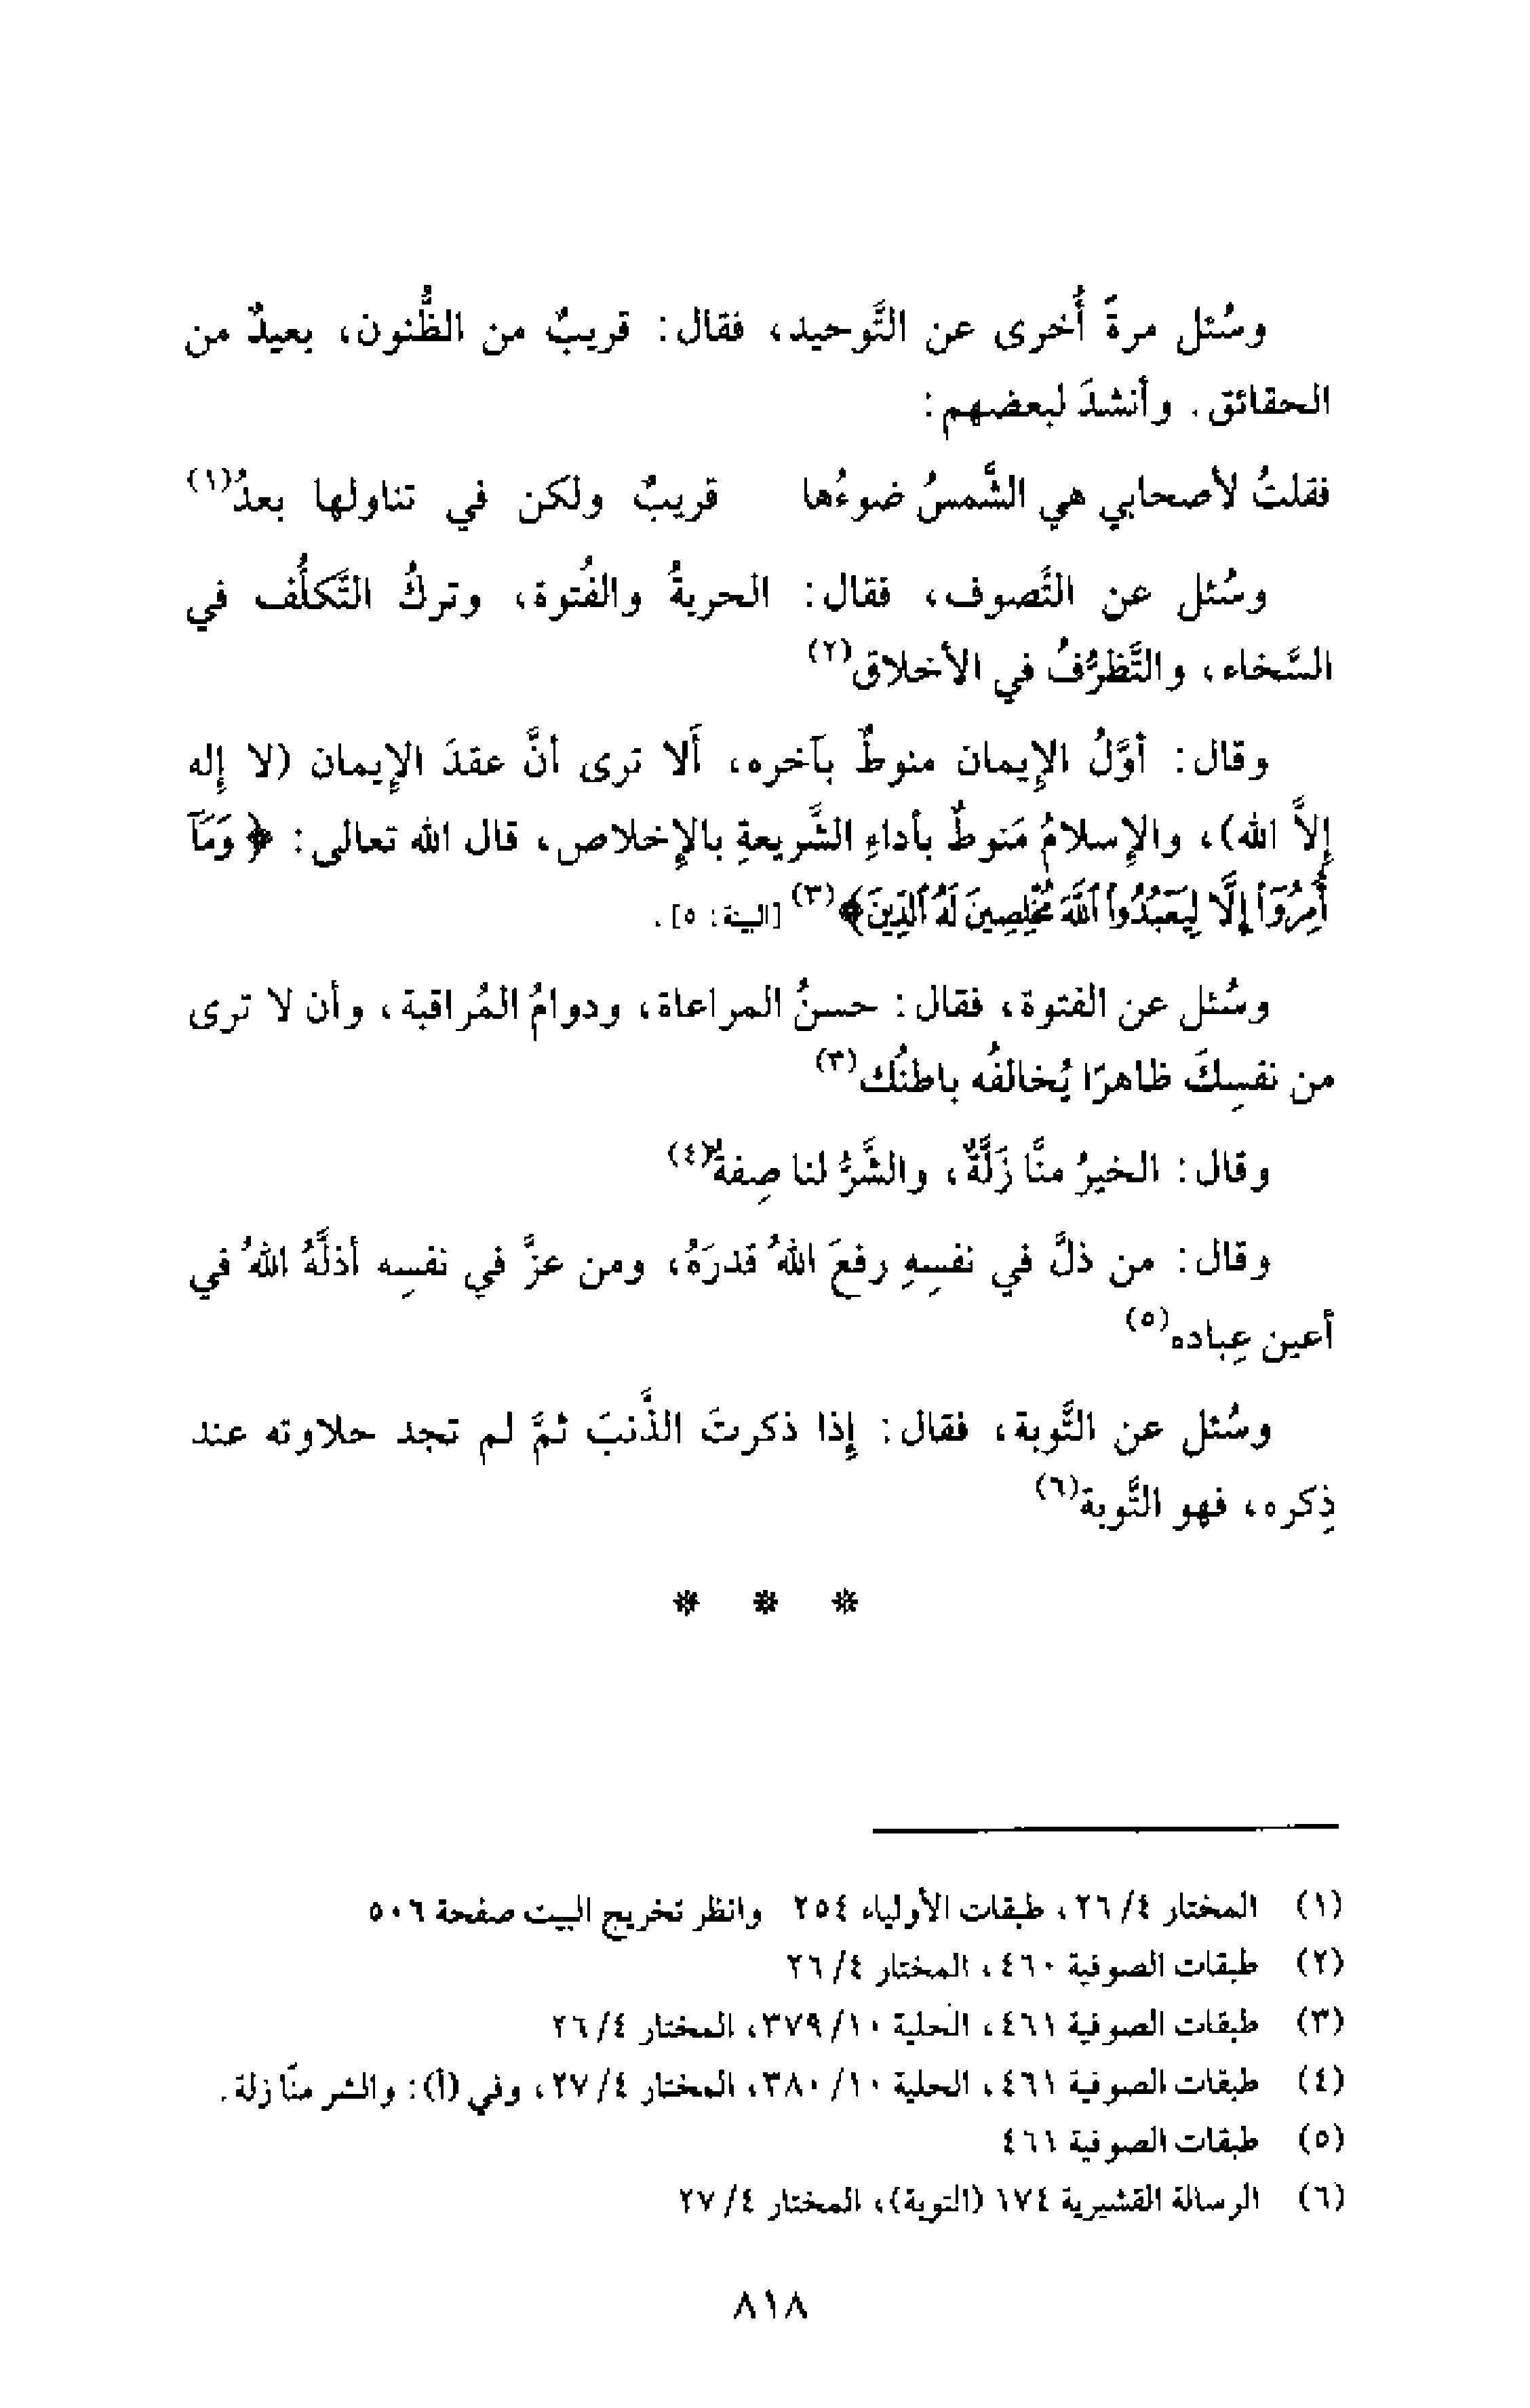 وسُئل مرةً أُخرى عن التَّوحيد، فقال: قريبٌ من الظُّنون، بعيدٌ من
الحقائق. وأنشدَ لبعضهم:
فقلتُ لأصحابي هي الشَّمسُ ضوءُها قريبٌ ولكن في تناولها بعدُ(١)
وسُئل عن التَّصوف، فقال: الحريةُ والفُتوة، وتركُ التَّكلُّف في
السَّخاء، والتَّظرُّفُ في الأخلاق(٢)
وقال: أوَّلُ الإيمان منوطٌ بآخره، أَلا ترى أنَّ عقدَ الإيمان (لا إله
إلاَّ الله)، والإسلامُ مَنوطٌ بأداءِ الشَّريعةِ بالإخلاص، قال الله تعالى: ﴿ وَمَآ
أُمِرُوٓا۟ إِلَّا لِيَعْبُدُوا۟ ٱللَّهَ مُخْلِصِينَ لَهُ ٱلدِّينَ﴾(٣) [البينة: ٥].
وسُئل عن الفتوة، فقال: حسنُ المراعاة، ودوامُ المُراقبة، وأن لا ترى
من نفسِكَ ظاهرًا يُخالفُه باطنُك(٣)
وقال: الخيرُ منَّا زَلَّةٌ، والشَّرُّ لنا صِفةٌ(٤)
وقال: من ذلَّ في نفسِهِ رفعَ اللهُ قدرَهُ، ومن عزَّ في نفسِه أذلَّهُ اللهُ في
أعين عِباده(٥)
وسُئل عن التَّوبة، فقال: إذا ذكرتَ الذَّنبَ ثمَّ لم تجد حلاوته عند
ذِكره، فهو التَّوبة(٦)
* * *
(١) المختار ٤/ ٢٦، طبقات الأولياء ٢٥٤ وانظر تخريج البيت صفحة ٥٠٦
(٢) طبقات الصوفية ٤٦٠، المختار ٤/ ٢٦
(٣) طبقات الصوفية ٤٦١، الحلية ١٠/ ٣٧٩، المختار ٤/ ٢٦
(٤) طبقات الصوفية ٤٦١، الحلية ١٠/ ٣٨٠، المختار ٤/ ٢٧، وفي (أ): والشر منَّا زلة.
(٥) طبقات الصوفية ٤٦١
(٦) الرسالة القشيرية ١٧٤ (التوبة)، المختار ٤/ ٢٧
٨١٨